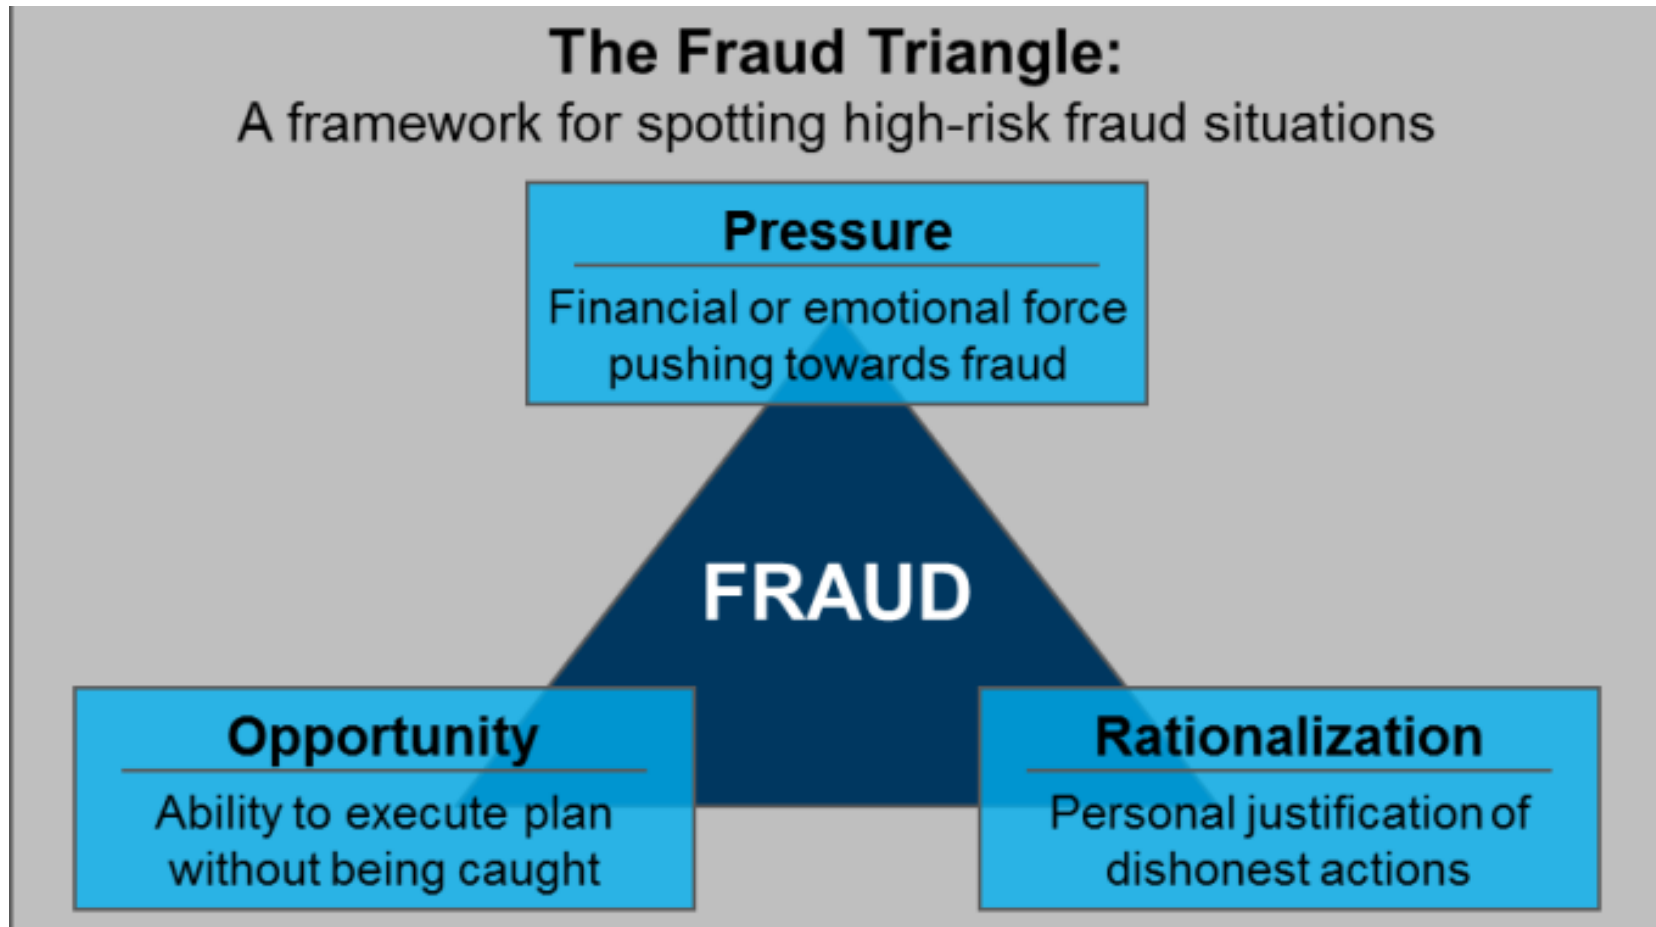 The Fraud Triangle:
A framework for spotting high-risk fraud situations
Pressure
Financial or emotional force
pushing towards fraud
FRAUD
Opportunity
Ability to execute plan
without being caught
Rationalization
Personal justification of
dishonest actions